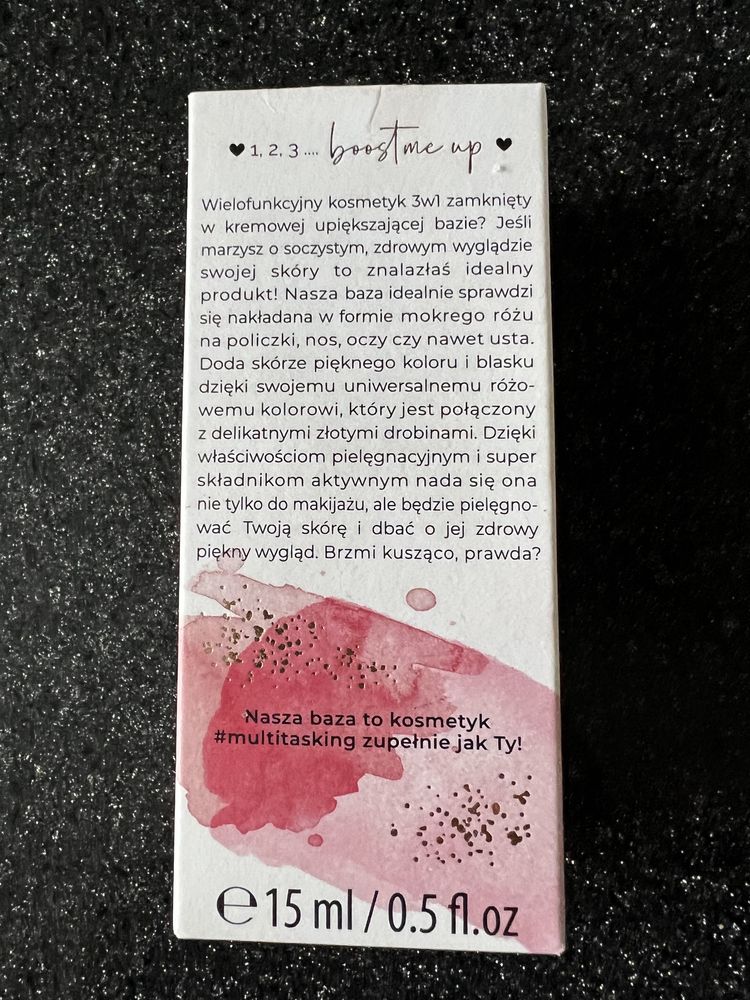 ♥ 1, 2, 3 .... boost me up ♥
Wielofunkcyjny kosmetyk 3w1 zamknięty
w kremowej upiększającej bazie? Jeśli
marzysz o soczystym, zdrowym wyglądzie
swojej skóry to znalazłaś idealny
produkt! Nasza baza idealnie sprawdzi
się nakładana w formie mokrego różu
na policzki, nos, oczy czy nawet usta.
Doda skórze pięknego koloru i blasku
dzięki swojemu uniwersalnemu różo-
wemu kolorowi, który jest połączony
z delikatnymi złotymi drobinami. Dzięki
właściwościom pielęgnacyjnym i super
składnikom aktywnym nada się ona
nie tylko do makijażu, ale będzie pielęgno-
wać Twoją skórę i dbać o jej zdrowy
piękny wygląd. Brzmi kusząco, prawda?
Nasza baza to kosmetyk
#multitasking zupełnie jak Ty!
℮ 15 ml / 0.5 fl.oz